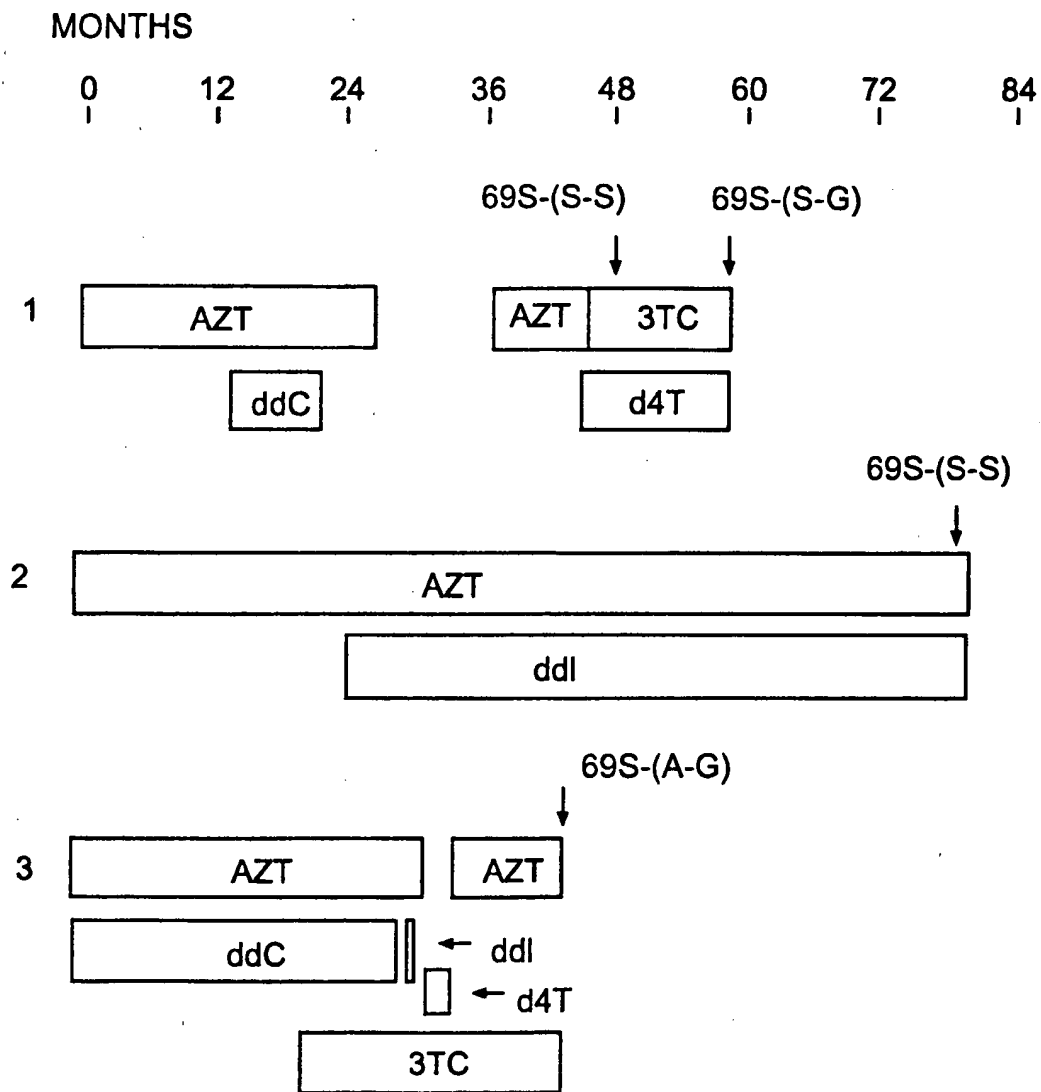 MONTHS
0 12 24 36 48 60 72 84
69S-(S-S) 69S-(S-G)
1 AZT AZT 3TC
ddC d4T
69S-(S-S)
2 AZT
ddI
69S-(A-G)
3 AZT AZT
ddC ddI
d4T
3TC